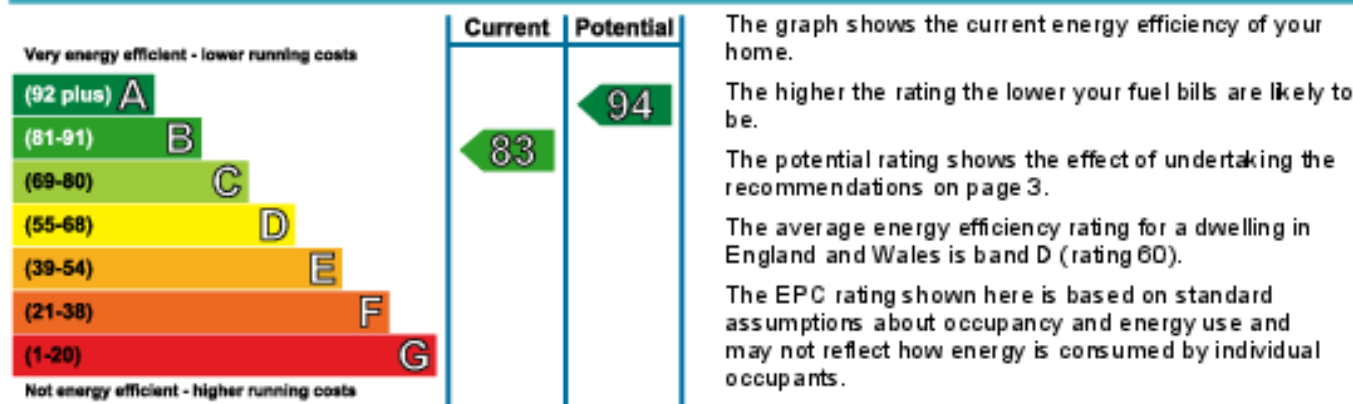 Current Potential
Very energy efficient - lower running costs
(92 plus) A
94
(81-91) B
83
(69-80) C
(55-68) D
(39-54) E
(21-38) F
(1-20) G
Not energy efficient - higher running costs
The graph shows the current energy efficiency of your
home.
The higher the rating the lower your fuel bills are likely to
be.
The potential rating shows the effect of undertaking the
recommendations on page 3.
The average energy efficiency rating for a dwelling in
England and Wales is band D (rating 60).
The EPC rating shown here is based on standard
assumptions about occupancy and energy use and
may not reflect how energy is consumed by individual
occupants.